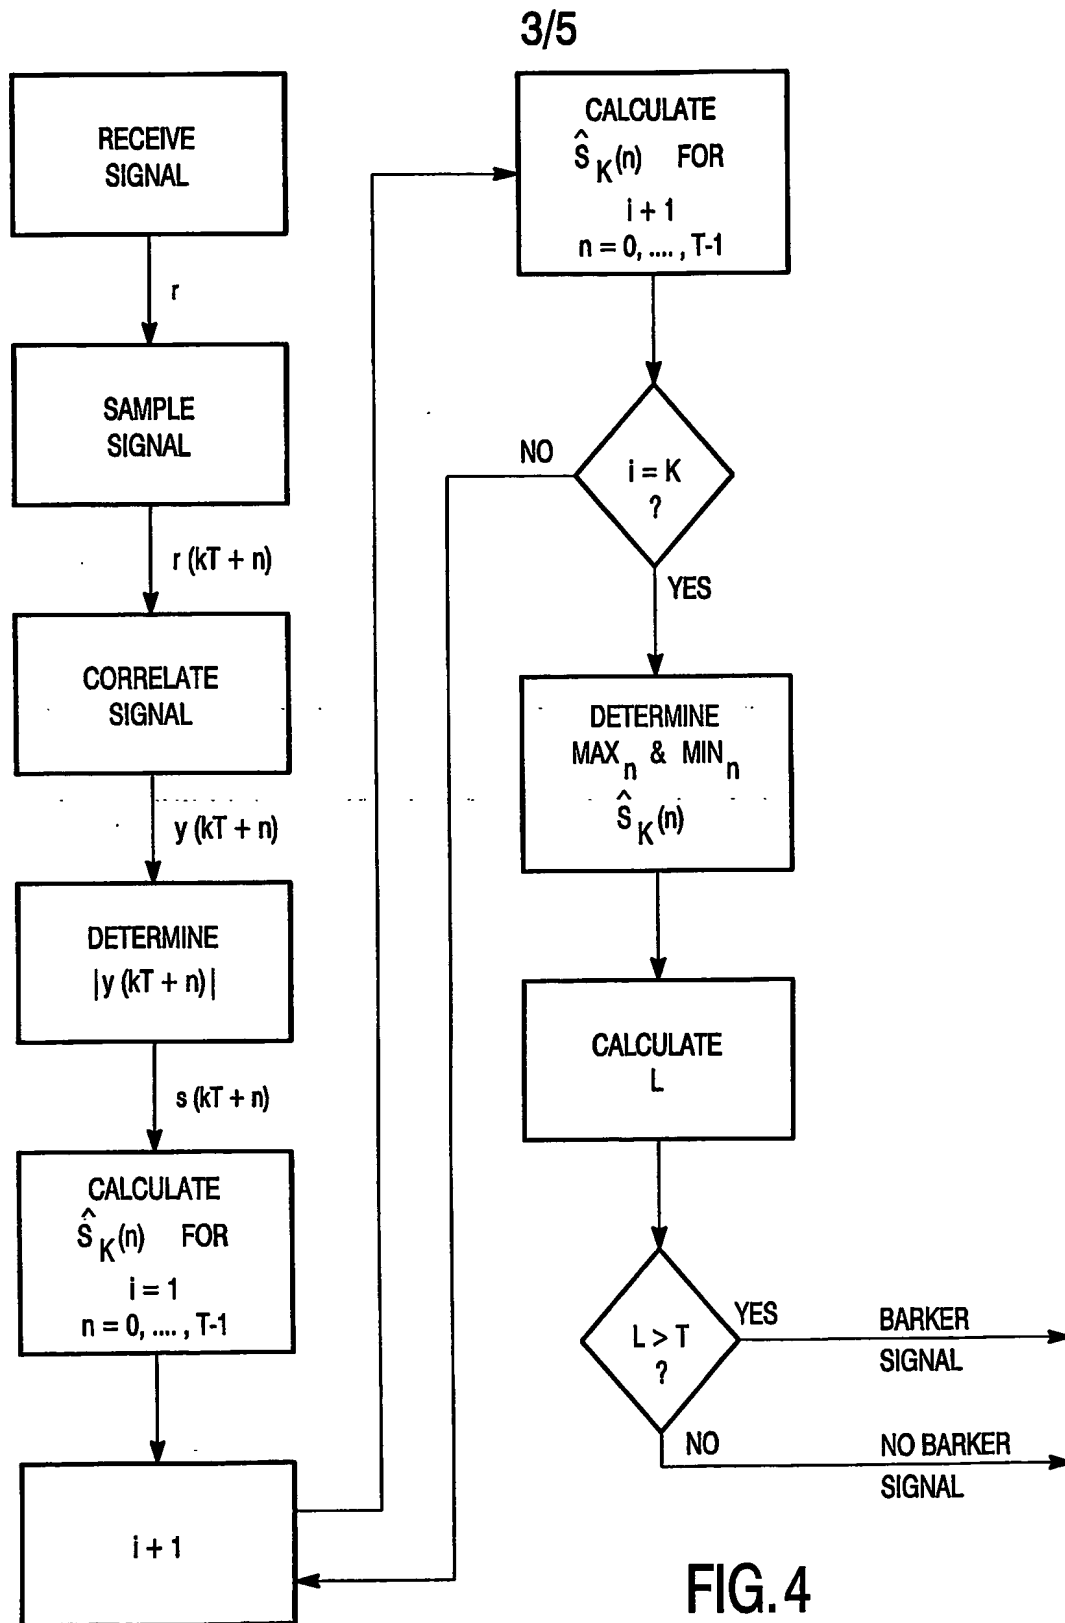 3/5
RECEIVE
SIGNAL
r
SAMPLE
SIGNAL
r (kT + n)
CORRELATE
SIGNAL
y (kT + n)
DETERMINE
|y (kT + n)|
s (kT + n)
CALCULATE
Ŝ_K(n) FOR
i = 1
n = 0, .... , T-1
i + 1
CALCULATE
Ŝ_K(n) FOR
i + 1
n = 0, .... , T-1
NO
i = K
?
YES
DETERMINE
MAX_n & MIN_n
Ŝ_K(n)
CALCULATE
L
L > T
?
YES
BARKER
SIGNAL
NO
NO BARKER
SIGNAL
FIG. 4